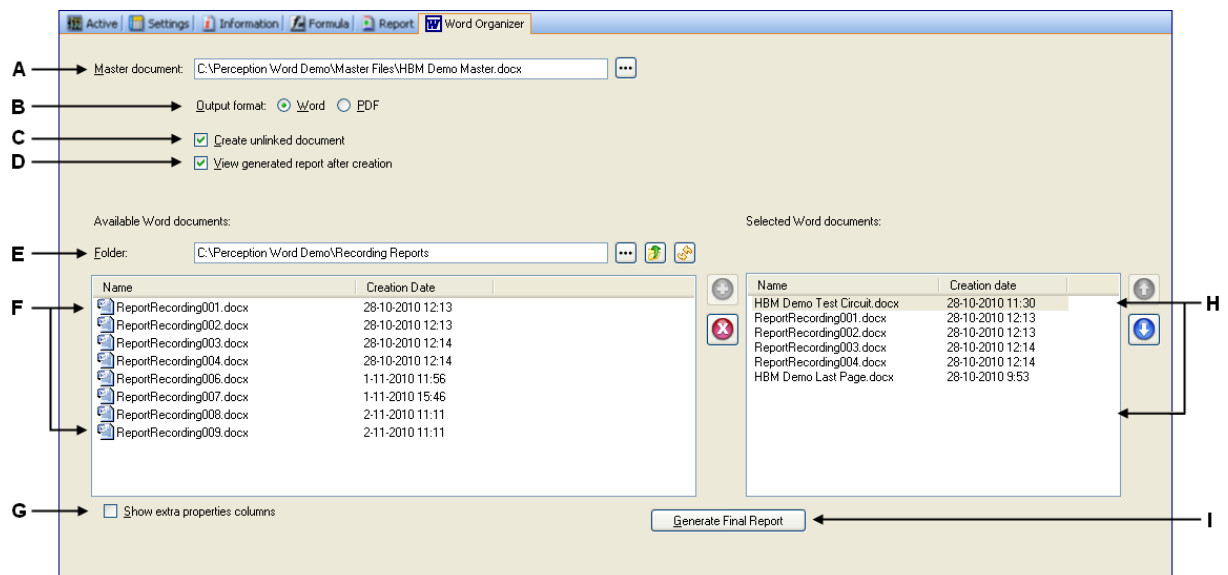 Active Settings Information Formula Report Word Organizer
A Master document: C:\Perception Word Demo\Master Files\HBM Demo Master.docx
B Output format: Word PDF
C Create unlinked document
D View generated report after creation
Available Word documents: Selected Word documents:
E Folder: C:\Perception Word Demo\Recording Reports
Name Creation Date Name Creation date
F ReportRecording001.docx 28-10-2010 12:13 HBM Demo Test Circuit.docx 28-10-2010 11:30 H
ReportRecording002.docx 28-10-2010 12:13 ReportRecording001.docx 28-10-2010 12:13
ReportRecording003.docx 28-10-2010 12:14 ReportRecording002.docx 28-10-2010 12:13
ReportRecording004.docx 28-10-2010 12:14 ReportRecording003.docx 28-10-2010 12:14
ReportRecording006.docx 1-11-2010 11:56 ReportRecording004.docx 28-10-2010 12:14
ReportRecording007.docx 1-11-2010 15:46 HBM Demo Last Page.docx 28-10-2010 9:53
ReportRecording008.docx 2-11-2010 11:11
ReportRecording009.docx 2-11-2010 11:11
G Show extra properties columns
Generate Final Report I